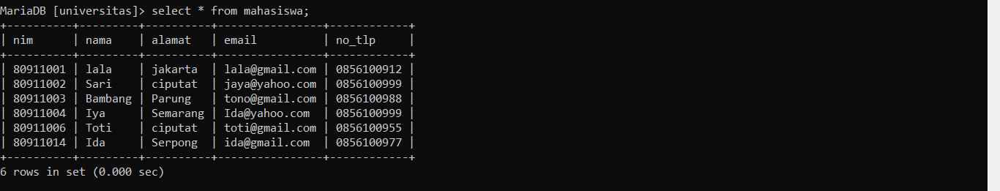 MariaDB [universitas]> select * from mahasiswa;
+----------+---------+----------+----------------+------------+
| nim      | nama    | alamat   | email          | no_tlp     |
+----------+---------+----------+----------------+------------+
| 80911001 | lala    | jakarta  | lala@gmail.com | 0856100912 |
| 80911002 | Sari    | ciputat  | jaya@yahoo.com | 0856100999 |
| 80911003 | Bambang | Parung   | tono@gmail.com | 0856100988 |
| 80911004 | Iya     | Semarang | Ida@yahoo.com  | 0856100999 |
| 80911006 | Toti    | ciputat  | toti@gmail.com | 0856100955 |
| 80911014 | Ida     | Serpong  | ida@gmail.com  | 0856100977 |
+----------+---------+----------+----------------+------------+
6 rows in set (0.000 sec)